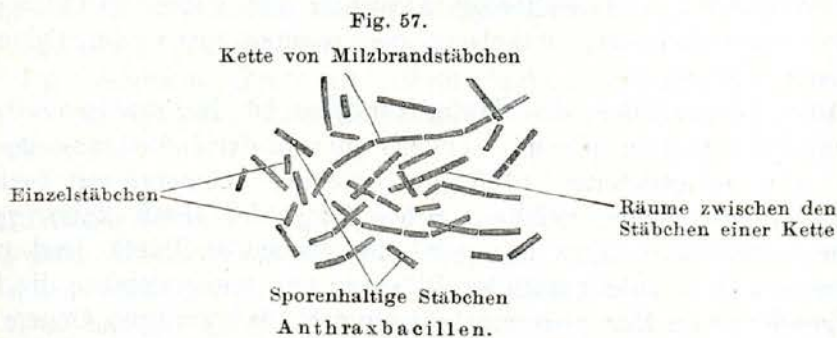 Fig. 57.
Kette von Milzbrandstäbchen
Einzelstäbchen
Räume zwischen den
Stäbchen einer Kette
Sporenhaltige Stäbchen
Anthraxbacillen.